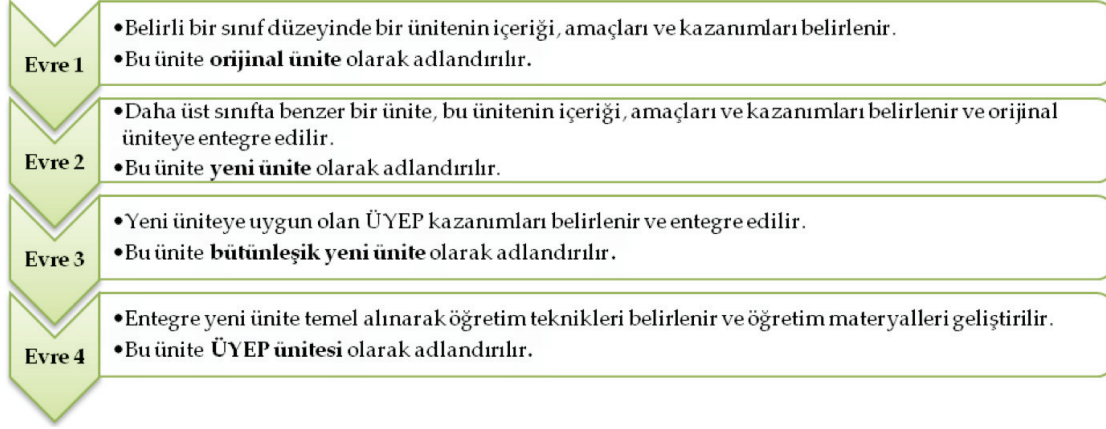 Evre 1
•Belirli bir sınıf düzeyinde bir ünitenin içeriği, amaçları ve kazanımları belirlenir.
•Bu ünite orijinal ünite olarak adlandırılır.
Evre 2
•Daha üst sınıfta benzer bir ünite, bu ünitenin içeriği, amaçları ve kazanımları belirlenir ve orijinal
üniteye entegre edilir.
•Bu ünite yeni ünite olarak adlandırılır.
Evre 3
•Yeni üniteye uygun olan ÜYEP kazanımları belirlenir ve entegre edilir.
•Bu ünite bütünleşik yeni ünite olarak adlandırılır.
Evre 4
•Entegre yeni ünite temel alınarak öğretim teknikleri belirlenir ve öğretim materyalleri geliştirilir.
•Bu ünite ÜYEP ünitesi olarak adlandırılır.